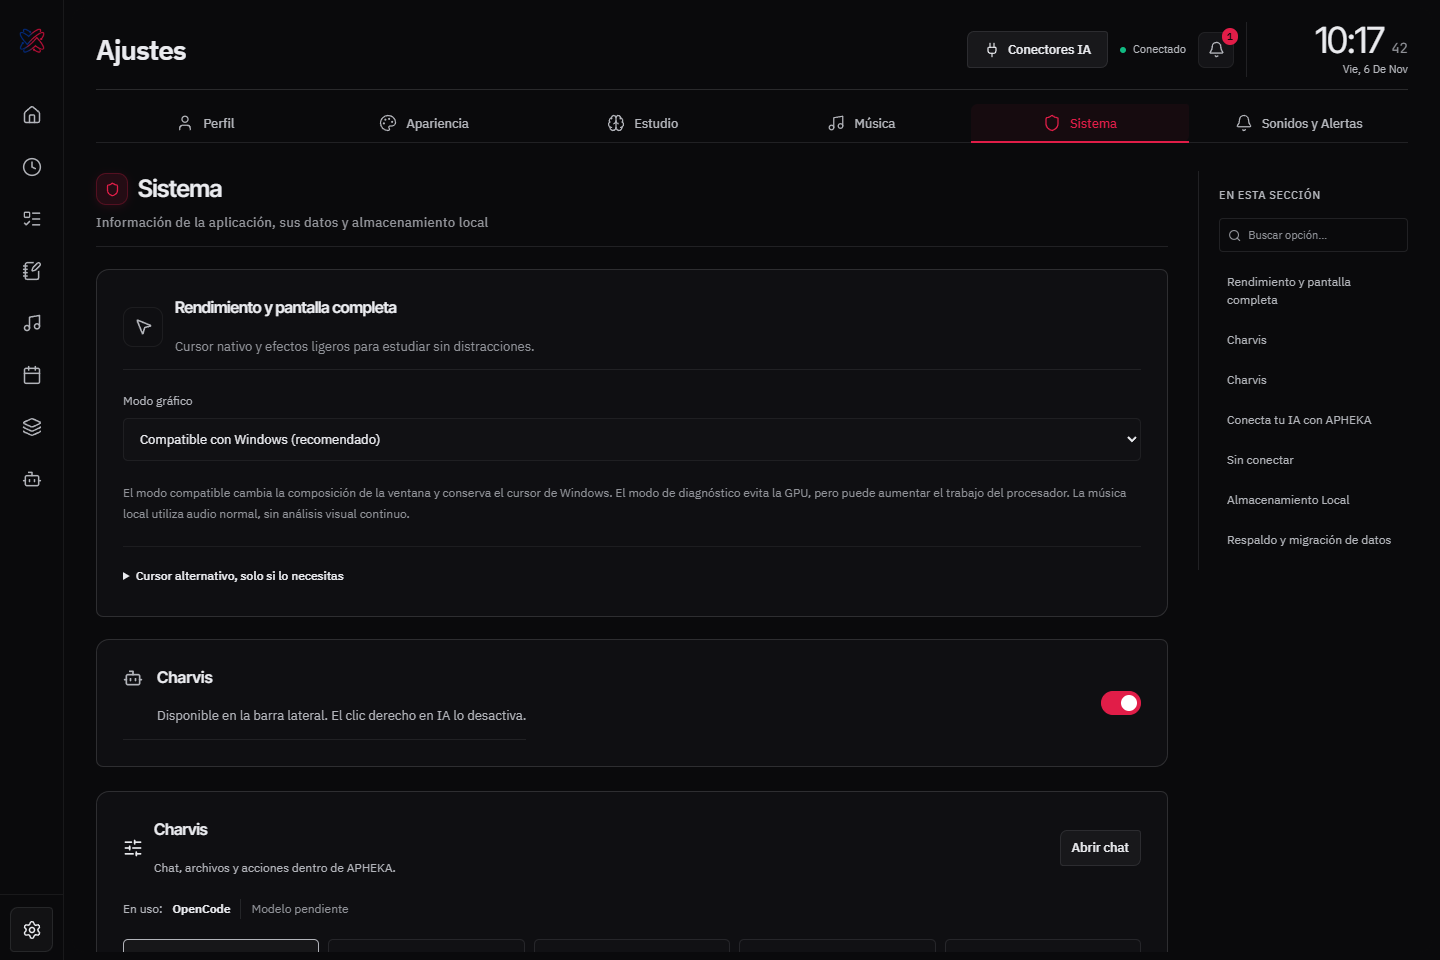 Ajustes
Conectores IA
Conectado
1
10:17 42
Vie, 6 De Nov
Perfil
Apariencia
Estudio
Música
Sistema
Sonidos y Alertas
Sistema
Información de la aplicación, sus datos y almacenamiento local
Rendimiento y pantalla completa
Cursor nativo y efectos ligeros para estudiar sin distracciones.
Modo gráfico
Compatible con Windows (recomendado)
El modo compatible cambia la composición de la ventana y conserva el cursor de Windows. El modo de diagnóstico evita la GPU, pero puede aumentar el trabajo del procesador. La música
local utiliza audio normal, sin análisis visual continuo.
Cursor alternativo, solo si lo necesitas
Charvis
Disponible en la barra lateral. El clic derecho en IA lo desactiva.
Charvis
Chat, archivos y acciones dentro de APHEKA.
Abrir chat
En uso: OpenCode
Modelo pendiente
EN ESTA SECCIÓN
Buscar opción...
Rendimiento y pantalla
completa
Charvis
Charvis
Conecta tu IA con APHEKA
Sin conectar
Almacenamiento Local
Respaldo y migración de datos